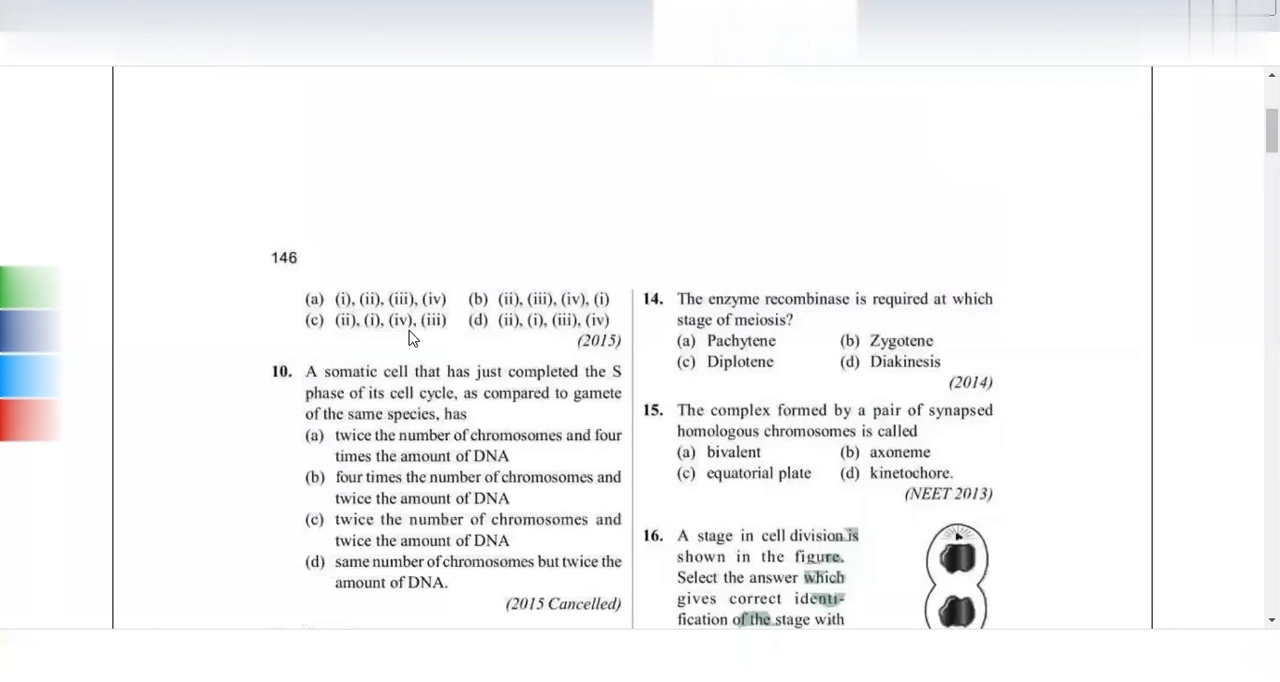 146
(a) (i), (ii), (iii), (iv) (b) (ii), (iii), (iv), (i)
(c) (ii), (i), (iv), (iii) (d) (ii), (i), (iii), (iv)
(2015)
10. A somatic cell that has just completed the S
phase of its cell cycle, as compared to gamete
of the same species, has
(a) twice the number of chromosomes and four
times the amount of DNA
(b) four times the number of chromosomes and
twice the amount of DNA
(c) twice the number of chromosomes and
twice the amount of DNA
(d) same number of chromosomes but twice the
amount of DNA.
(2015 Cancelled)
14. The enzyme recombinase is required at which
stage of meiosis?
(a) Pachytene (b) Zygotene
(c) Diplotene (d) Diakinesis
(2014)
15. The complex formed by a pair of synapsed
homologous chromosomes is called
(a) bivalent (b) axoneme
(c) equatorial plate (d) kinetochore.
(NEET 2013)
16. A stage in cell division is
shown in the figure.
Select the answer which
gives correct identi-
fication of the stage with